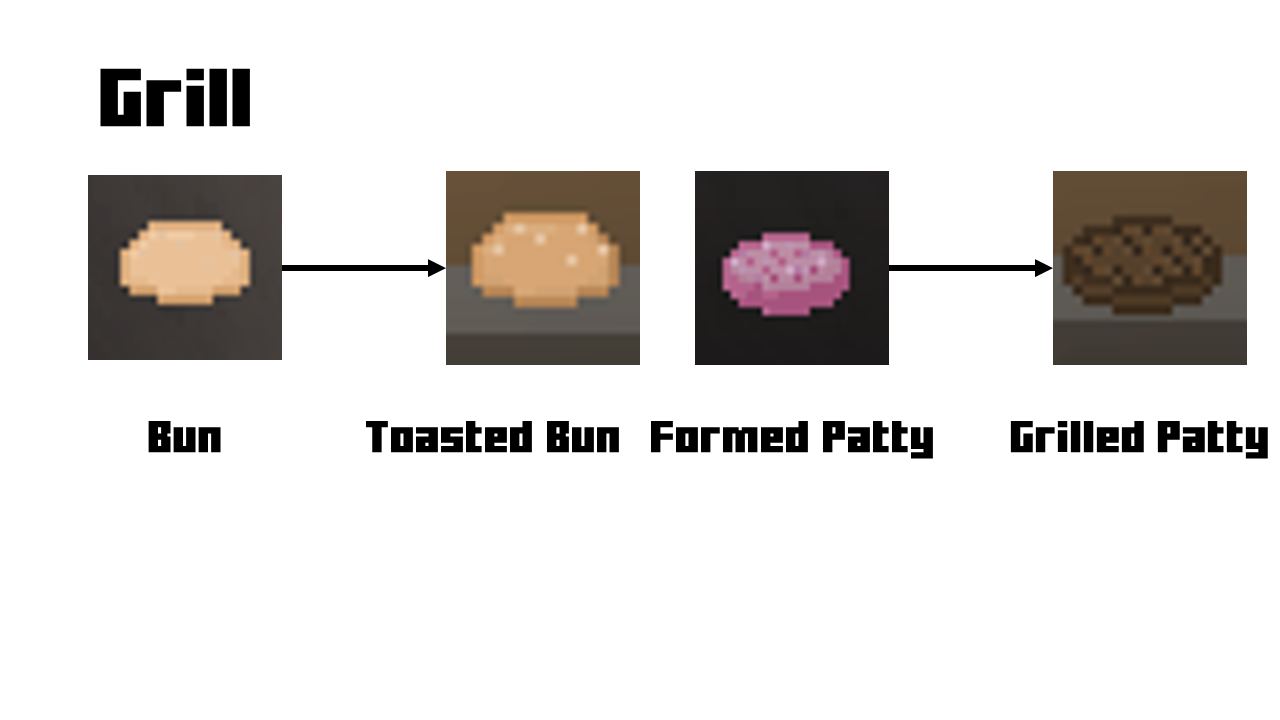 Grill
Bun
Toasted Bun
Formed Patty
Grilled Patty